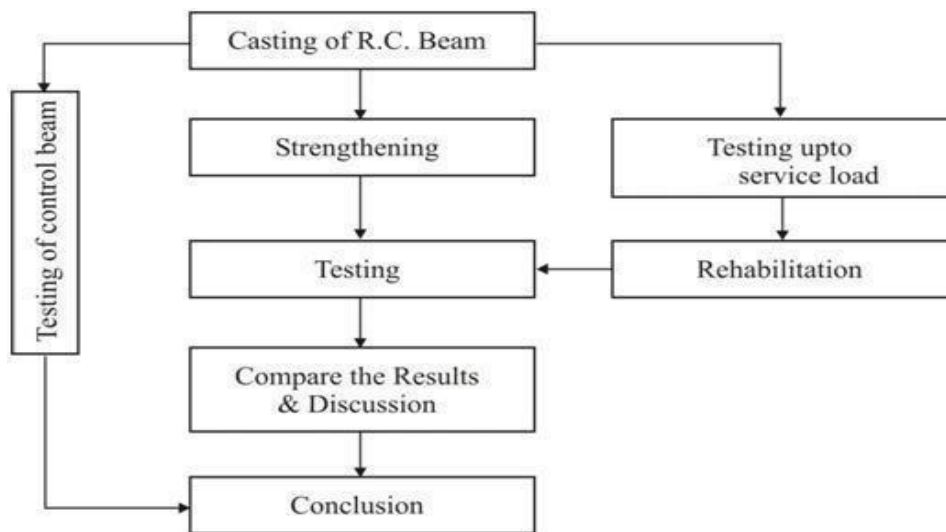 Casting of R.C. Beam
Testing of control beam
Strengthening
Testing upto
service load
Testing
Rehabilitation
Compare the Results
& Discussion
Conclusion